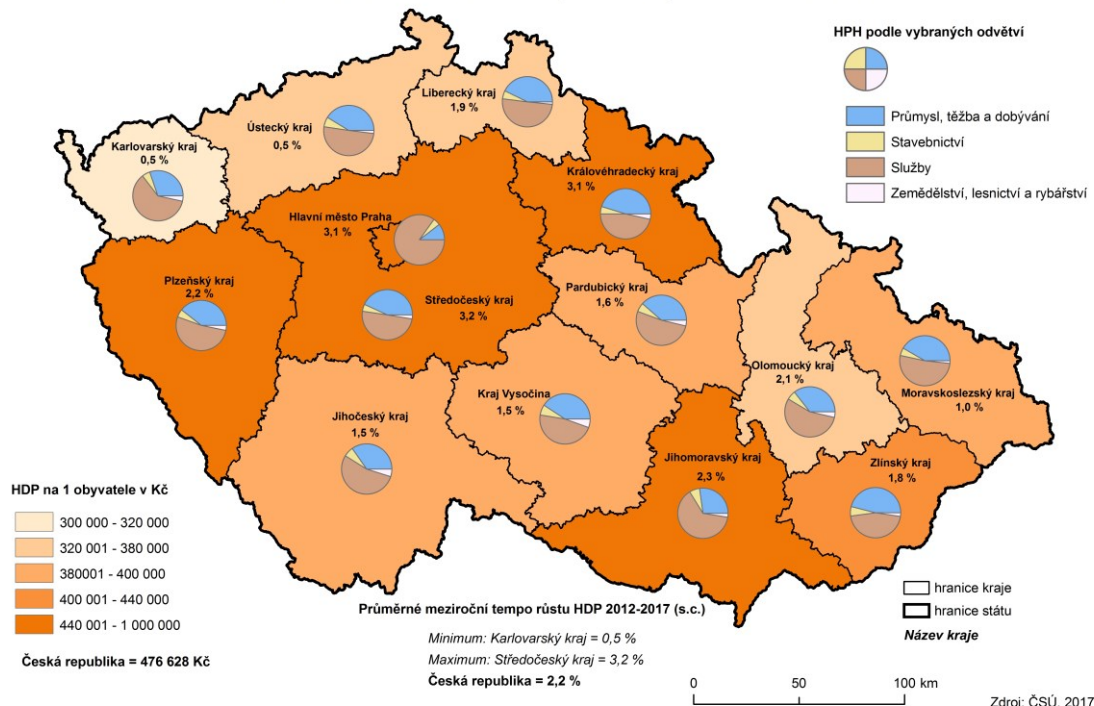 HPH podle vybraných odvětví
Průmysl, těžba a dobývání
Stavebnictví
Služby
Zemědělství, lesnictví a rybářství
Liberecký kraj
1,9 %
Ústecký kraj
0,5 %
Karlovarský kraj
0,5 %
Královéhradecký kraj
3,1 %
Hlavní město Praha
3,1 %
Plzeňský kraj
2,2 %
Středočeský kraj
3,2 %
Pardubický kraj
1,6 %
Olomoucký kraj
2,1 %
Moravskoslezský kraj
1,0 %
Kraj Vysočina
1,5 %
Jihočeský kraj
1,5 %
Jihomoravský kraj
2,3 %
Zlínský kraj
1,8 %
HDP na 1 obyvatele v Kč
300 000 - 320 000
320 001 - 380 000
380001 - 400 000
400 001 - 440 000
440 001 - 1 000 000
Česká republika = 476 628 Kč
Průměrné meziroční tempo růstu HDP 2012-2017 (s.c.)
Minimum: Karlovarský kraj = 0,5 %
Maximum: Středočeský kraj = 3,2 %
Česká republika = 2,2 %
hranice kraje
hranice státu
Název kraje
0 50 100 km
Zdroj: ČSÚ, 2017